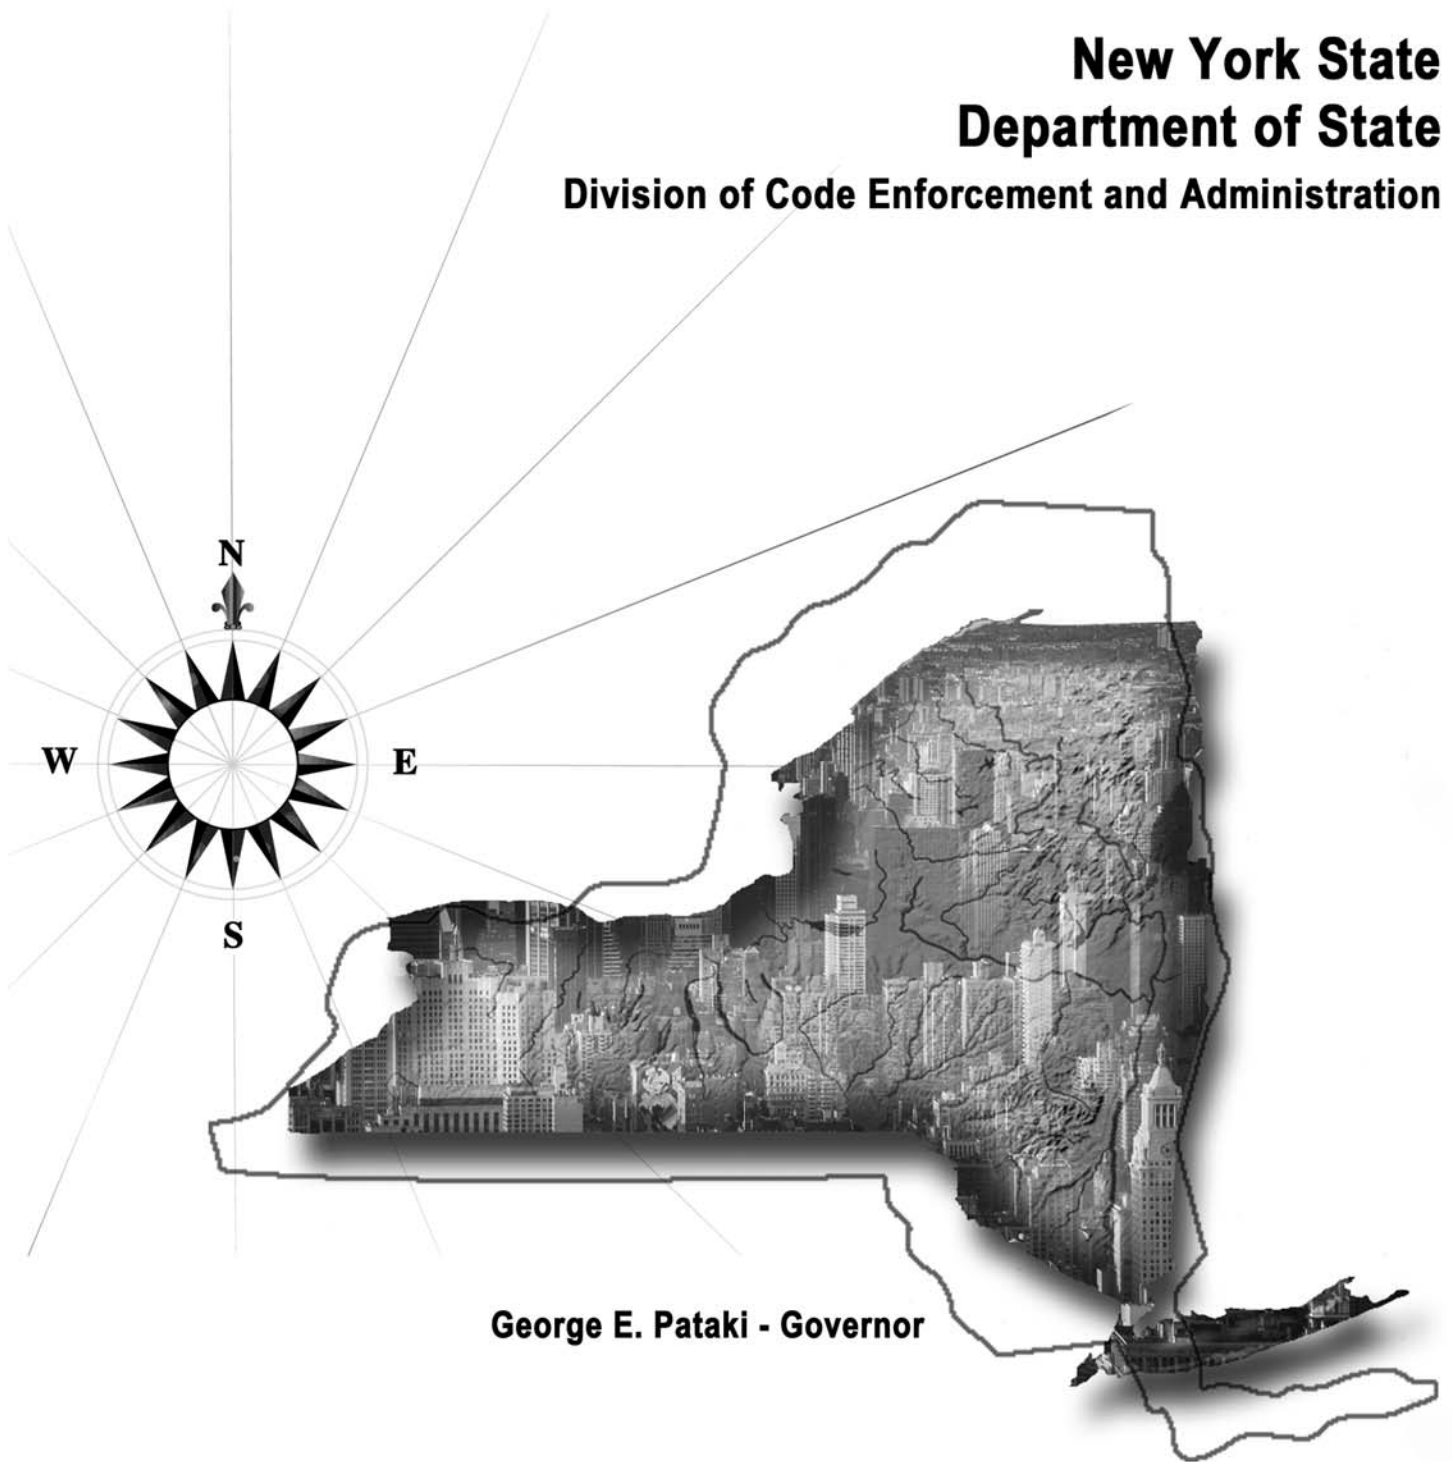 New York State
Department of State
Division of Code Enforcement and Administration
N
W
E
S
George E. Pataki - Governor